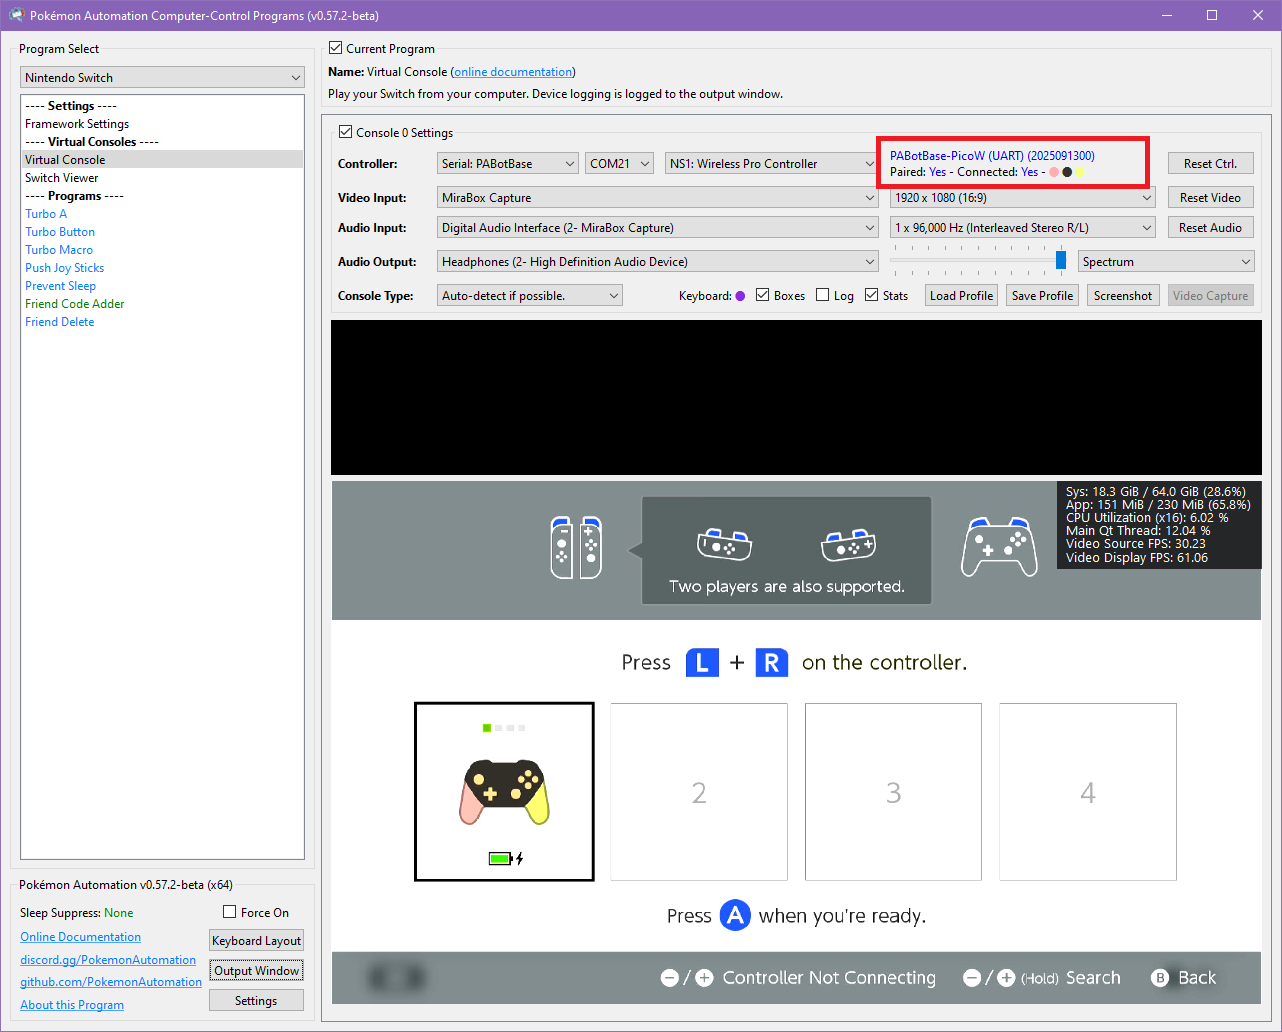 Pokémon Automation Computer-Control Programs (v0.57.2-beta)
Program Select
Nintendo Switch
---- Settings ----
Framework Settings
---- Virtual Consoles ----
Virtual Console
Switch Viewer
---- Programs ----
Turbo A
Turbo Button
Turbo Macro
Push Joy Sticks
Prevent Sleep
Friend Code Adder
Friend Delete
Pokémon Automation v0.57.2-beta (x64)
Sleep Suppress: None
Force On
Online Documentation
Keyboard Layout
discord.gg/PokemonAutomation
Output Window
github.com/PokemonAutomation
About this Program
Settings
Current Program
Name: Virtual Console (online documentation)
Play your Switch from your computer. Device logging is logged to the output window.
Console 0 Settings
Controller: Serial: PABotBase COM21 NS1: Wireless Pro Controller
PABotBase-PicoW (UART) (2025091300)
Paired: Yes - Connected: Yes -
Reset Ctrl.
Video Input: MiraBox Capture 1920 x 1080 (16:9) Reset Video
Audio Input: Digital Audio Interface (2- MiraBox Capture) 1 x 96,000 Hz (Interleaved Stereo R/L) Reset Audio
Audio Output: Headphones (2- High Definition Audio Device) Spectrum
Console Type: Auto-detect if possible. Keyboard: Boxes Log Stats Load Profile Save Profile Screenshot Video Capture
Sys: 18.3 GiB / 64.0 GiB (28.6%)
App: 151 MiB / 230 MiB (65.8%)
CPU Utilization (x16): 6.02 %
Main Qt Thread: 12.04 %
Video Source FPS: 30.23
Video Display FPS: 61.06
Two players are also supported.
Press L + R on the controller.
2
3
4
Press A when you're ready.
−/+ Controller Not Connecting −/+ (Hold) Search B Back